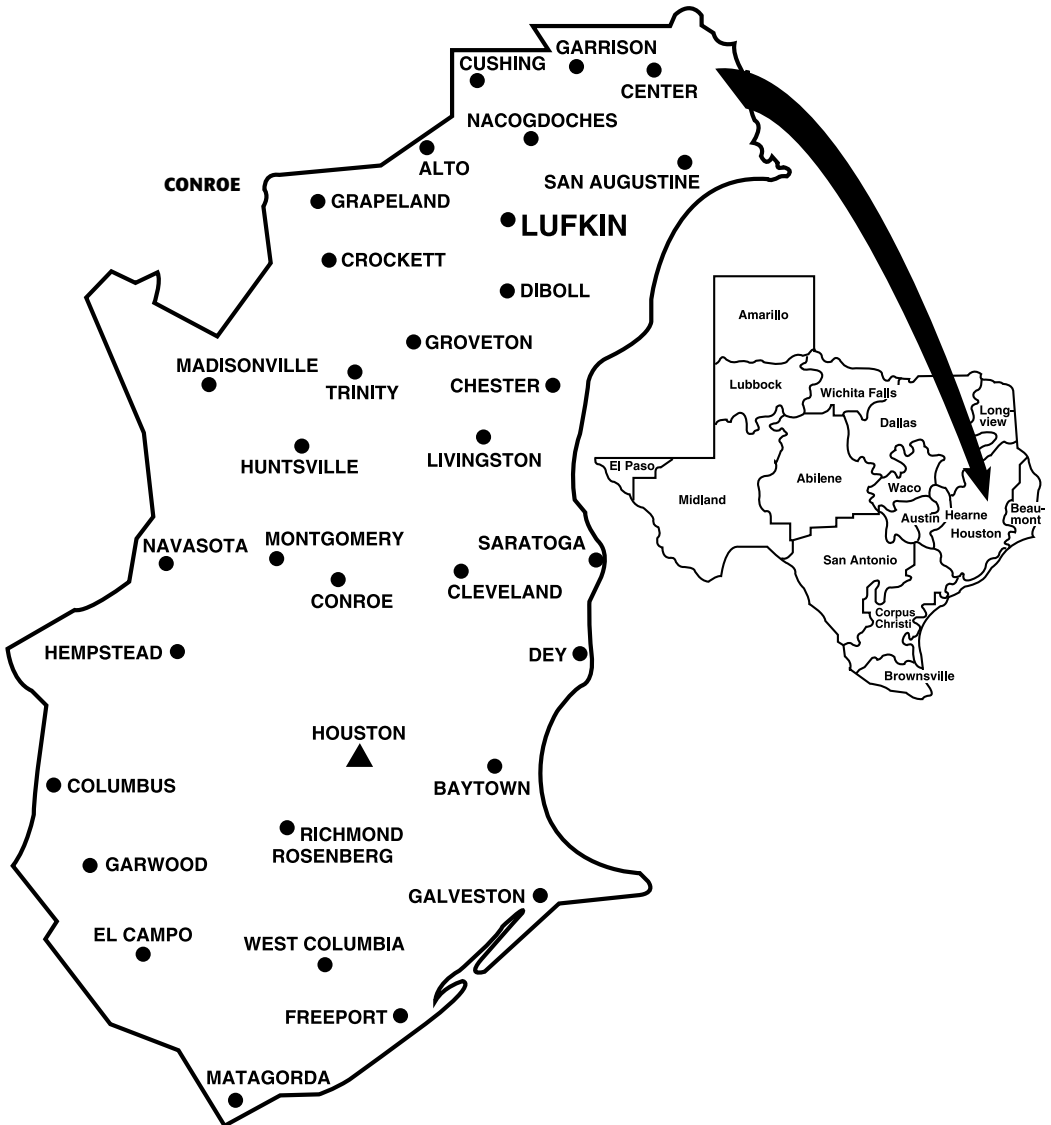 GARRISON
CUSHING
CENTER
NACOGDOCHES
ALTO
SAN AUGUSTINE
CONROE
GRAPELAND
LUFKIN
CROCKETT
DIBOLL
GROVETON
MADISONVILLE
TRINITY
CHESTER
HUNTSVILLE
LIVINGSTON
NAVASOTA
MONTGOMERY
SARATOGA
CONROE
CLEVELAND
HEMPSTEAD
DEY
HOUSTON
COLUMBUS
BAYTOWN
RICHMOND
ROSENBERG
GARWOOD
GALVESTON
EL CAMPO
WEST COLUMBIA
FREEPORT
MATAGORDA
Amarillo
Lubbock
Wichita Falls
Dallas
Long-
view
El Paso
Midland
Abilene
Waco
Austin
Hearne
Houston
Beau-
mont
San Antonio
Corpus
Christi
Brownsville